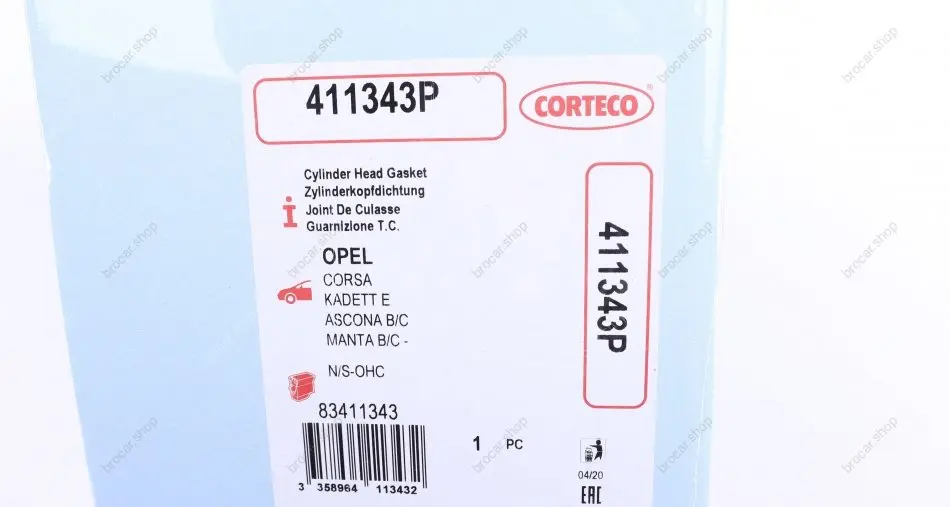 411343P
CORTECO®
Cylinder Head Gasket
Zylinderkopfdichtung
Joint De Culasse
Guarnizione T.C.
OPEL
CORSA
KADETT E
ASCONA B/C
MANTA B/C -
N/S-OHC
83411343
3 358964 113432
1 PC
04/20
EAC
411343P
brocar.shop